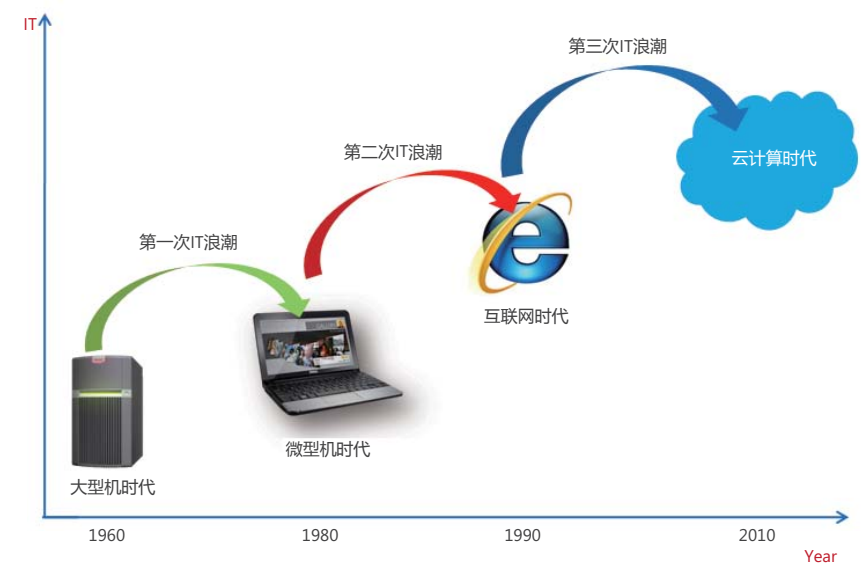 IT
第三次IT浪潮
云计算时代
第二次IT浪潮
第一次IT浪潮
互联网时代
微型机时代
大型机时代
1960
1980
1990
2010
Year